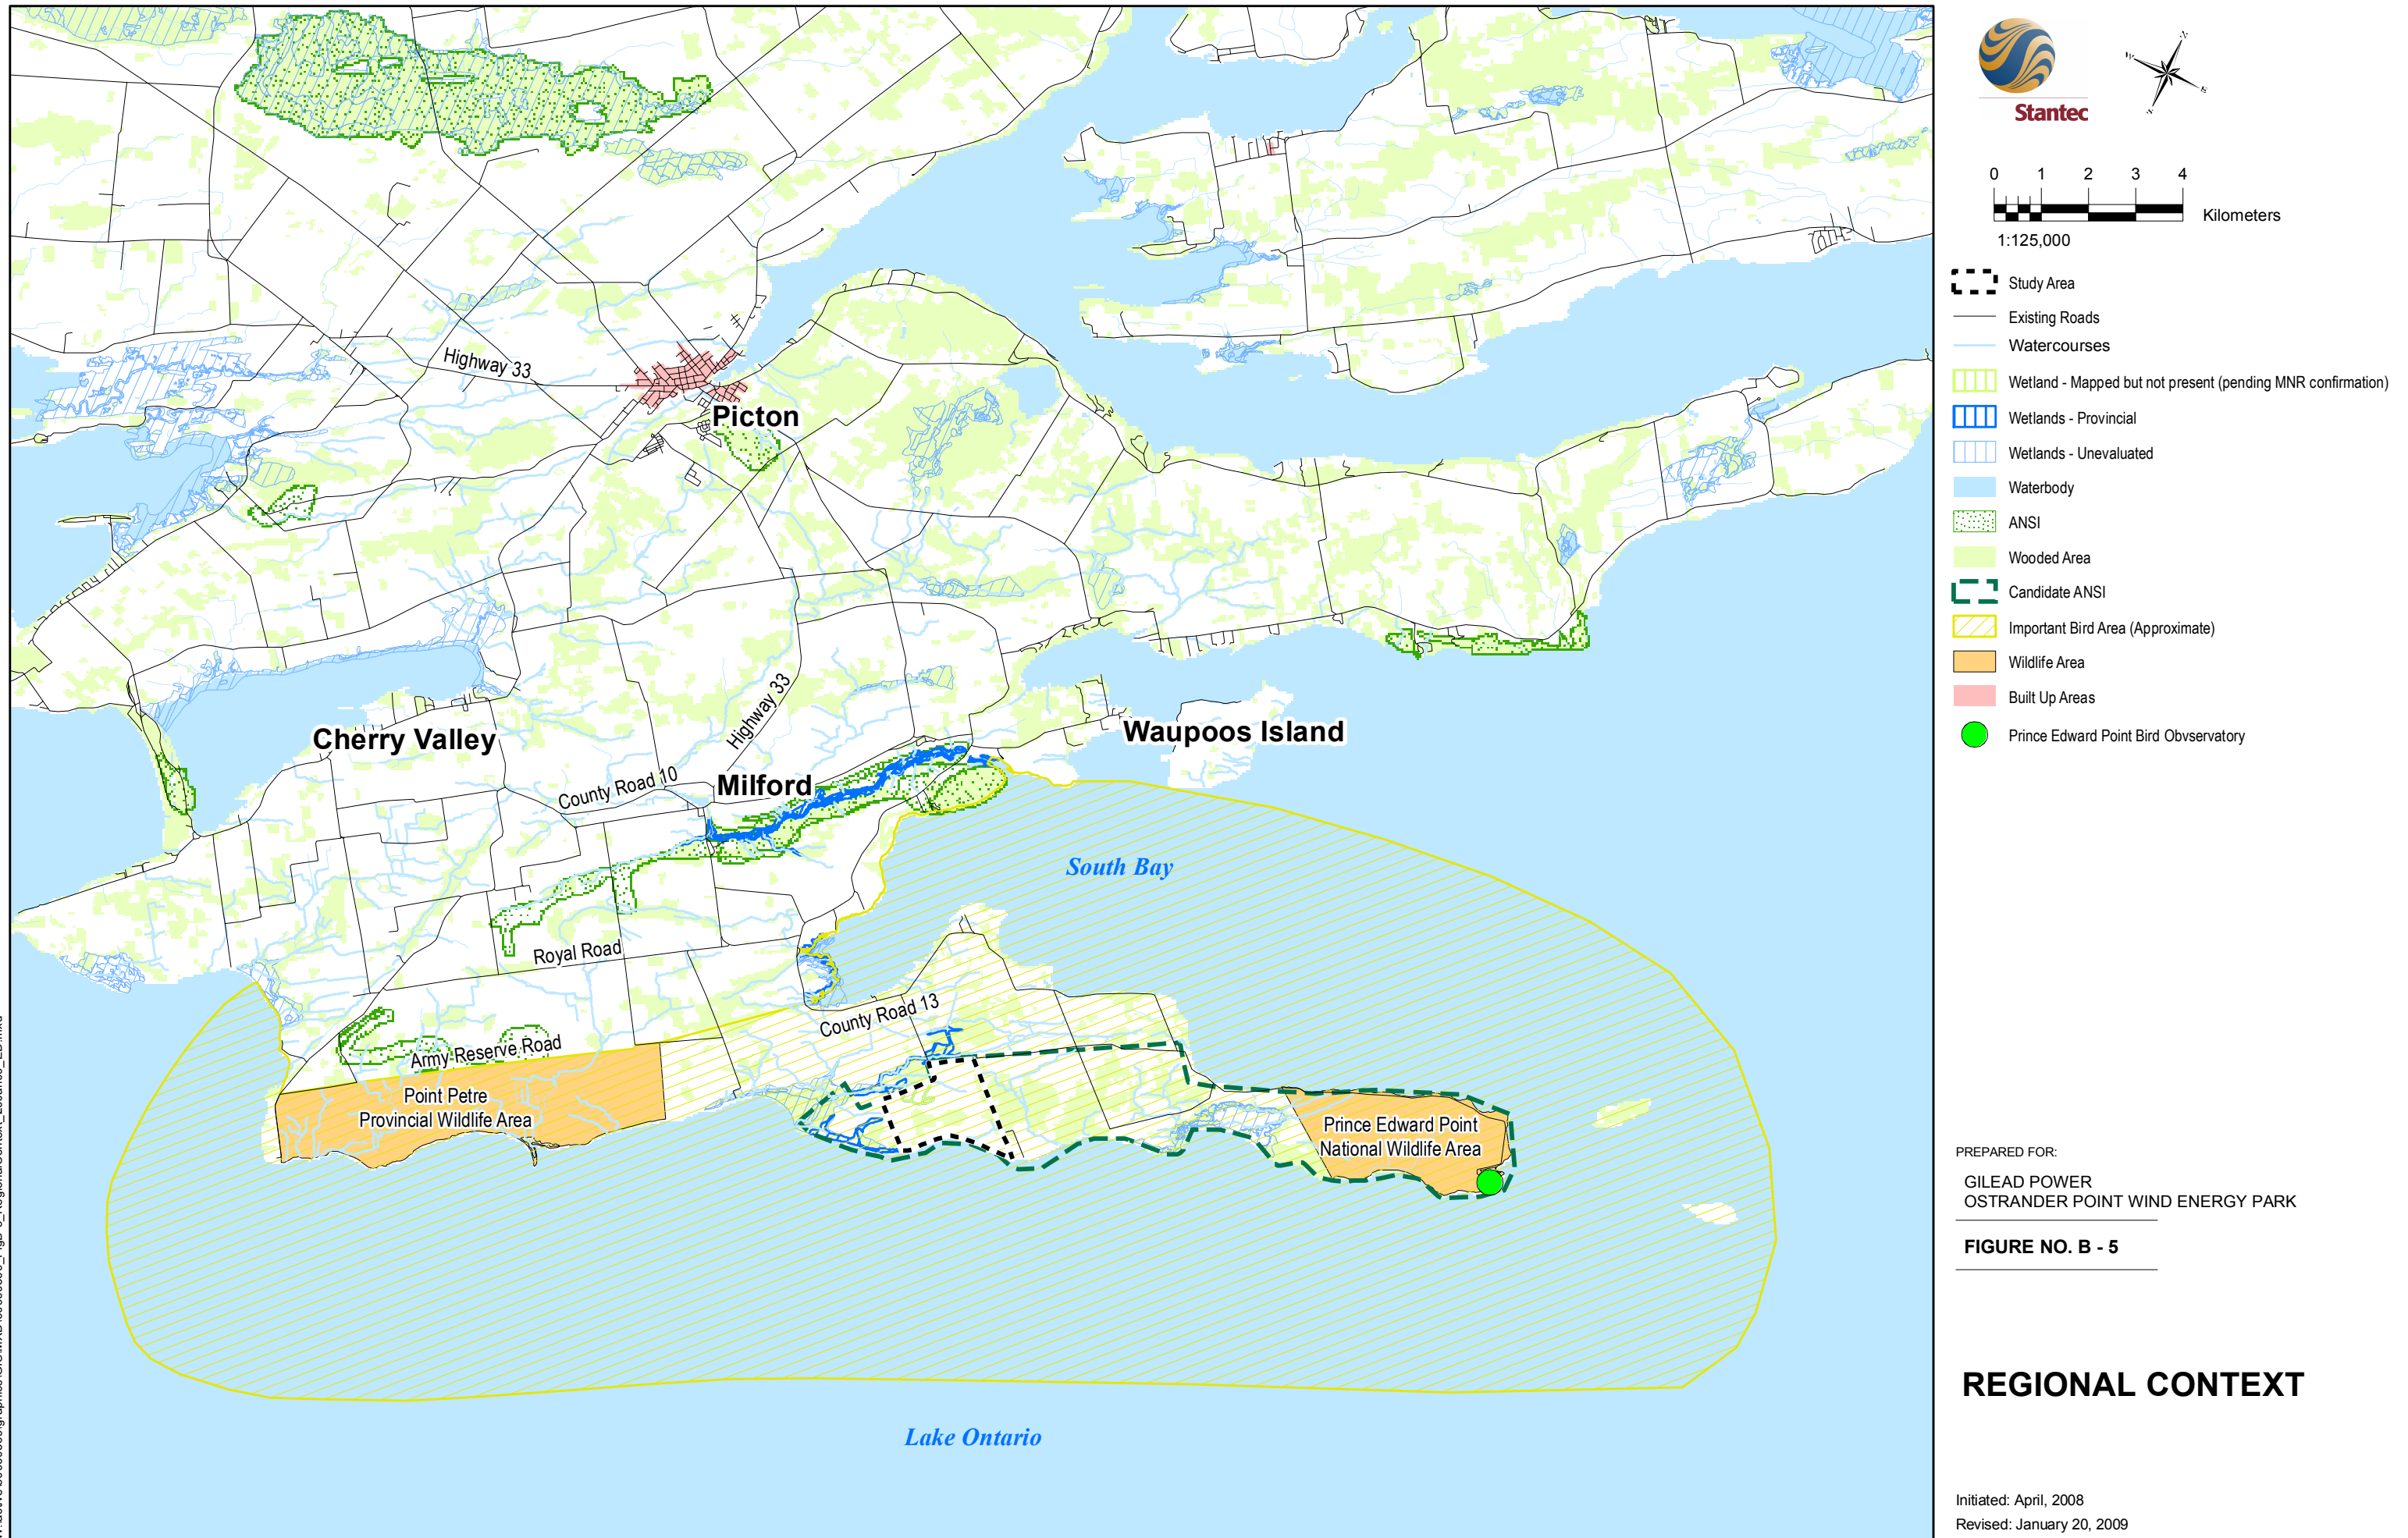 Highway 33
Picton
Cherry Valley
Highway 33
Waupoos Island
County Road 10
Milford
South Bay
Royal Road
County Road 13
Army Reserve Road
Point Petre
Provincial Wildlife Area
Prince Edward Point
National Wildlife Area
Lake Ontario
Stantec
N
W
E
S
0 1 2 3 4
Kilometers
1:125,000
Study Area
Existing Roads
Watercourses
Wetland - Mapped but not present (pending MNR confirmation)
Wetlands - Provincial
Wetlands - Unevaluated
Waterbody
ANSI
Wooded Area
Candidate ANSI
Important Bird Area (Approximate)
Wildlife Area
Built Up Areas
Prince Edward Point Bird Obvservatory
PREPARED FOR:
GILEAD POWER
OSTRANDER POINT WIND ENERGY PARK
FIGURE NO. B - 5
REGIONAL CONTEXT
Initiated: April, 2008
Revised: January 20, 2009